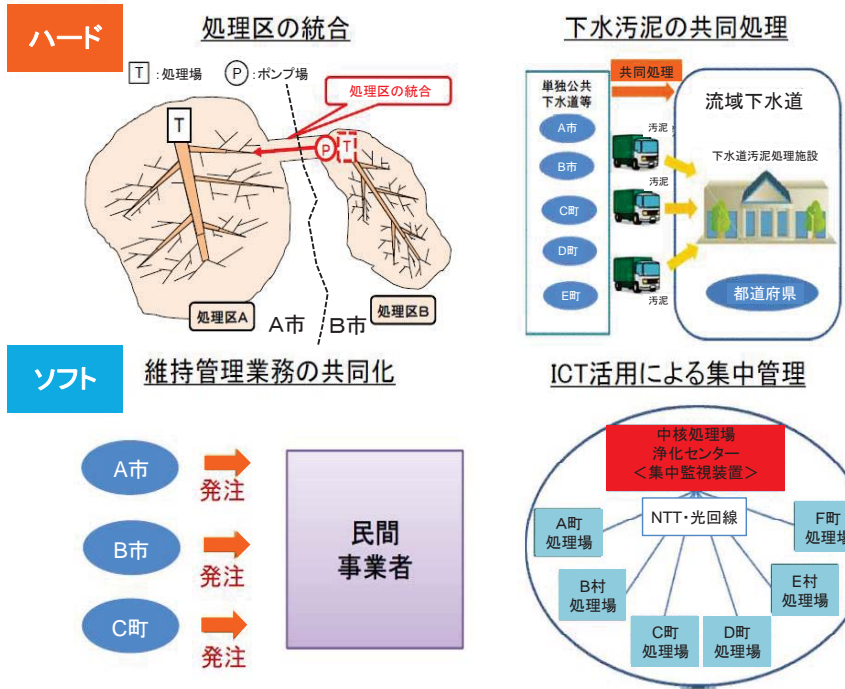 ハード
処理区の統合
T :処理場
P :ポンプ場
処理区の統合
T
P
T
処理区A
A市
B市
処理区B
下水汚泥の共同処理
単独公共
下水道等
共同処理
流域下水道
A市
B市
C町
D町
E町
汚泥
汚泥
汚泥
下水道汚泥処理施設
都道府県
ソフト
維持管理業務の共同化
A市
発注
B市
発注
C町
発注
民間
事業者
ICT活用による集中管理
中核処理場
浄化センター
＜集中監視装置＞
NTT・光回線
A町
処理場
B村
処理場
C町
処理場
D町
処理場
E村
処理場
F町
処理場